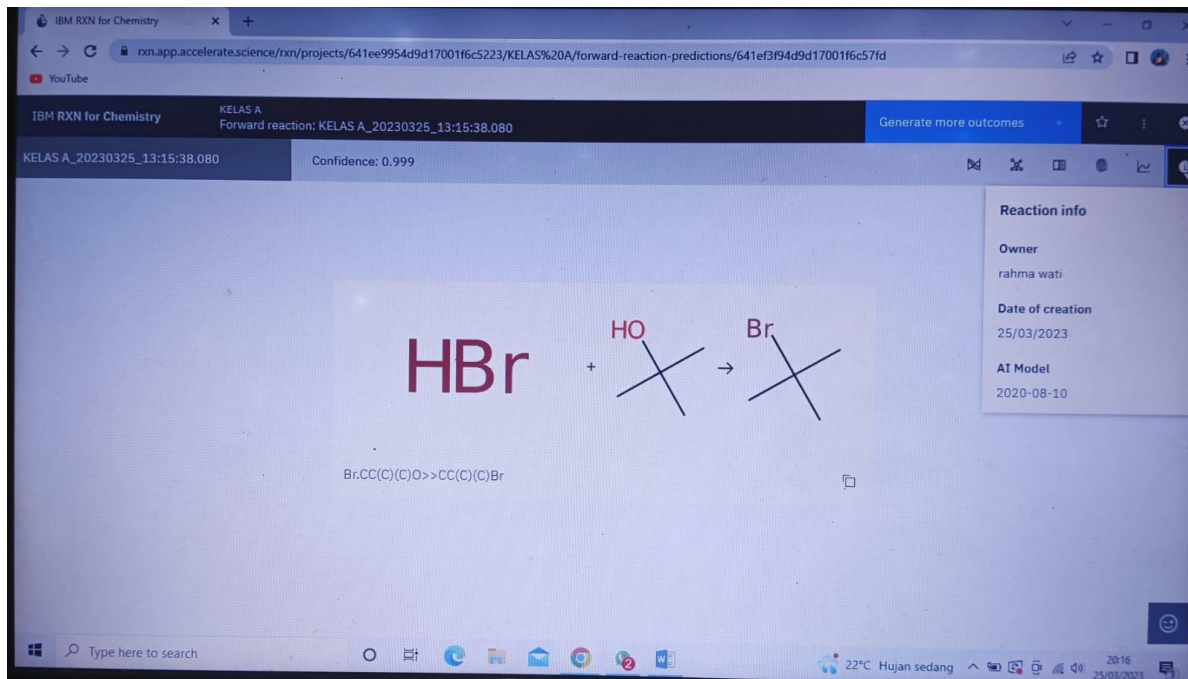 IBM RXN for Chemistry
rxn.app.accelerate.science/rxn/projects/641ee9954d9d17001f6c5223/KELAS%20A/forward-reaction-predictions/641ef3f94d9d17001f6c57fd
YouTube
IBM RXN for Chemistry
KELAS A
Forward reaction: KELAS A_20230325_13:15:38.080
Generate more outcomes +
KELAS A_20230325_13:15:38.080
Confidence: 0.999
Reaction info
Owner
rahma wati
Date of creation
25/03/2023
AI Model
2020-08-10
HBr + HO → Br
Br.CC(C)(C)O>>CC(C)(C)Br
Type here to search
2
22°C Hujan sedang
20:16
25/03/2023
3